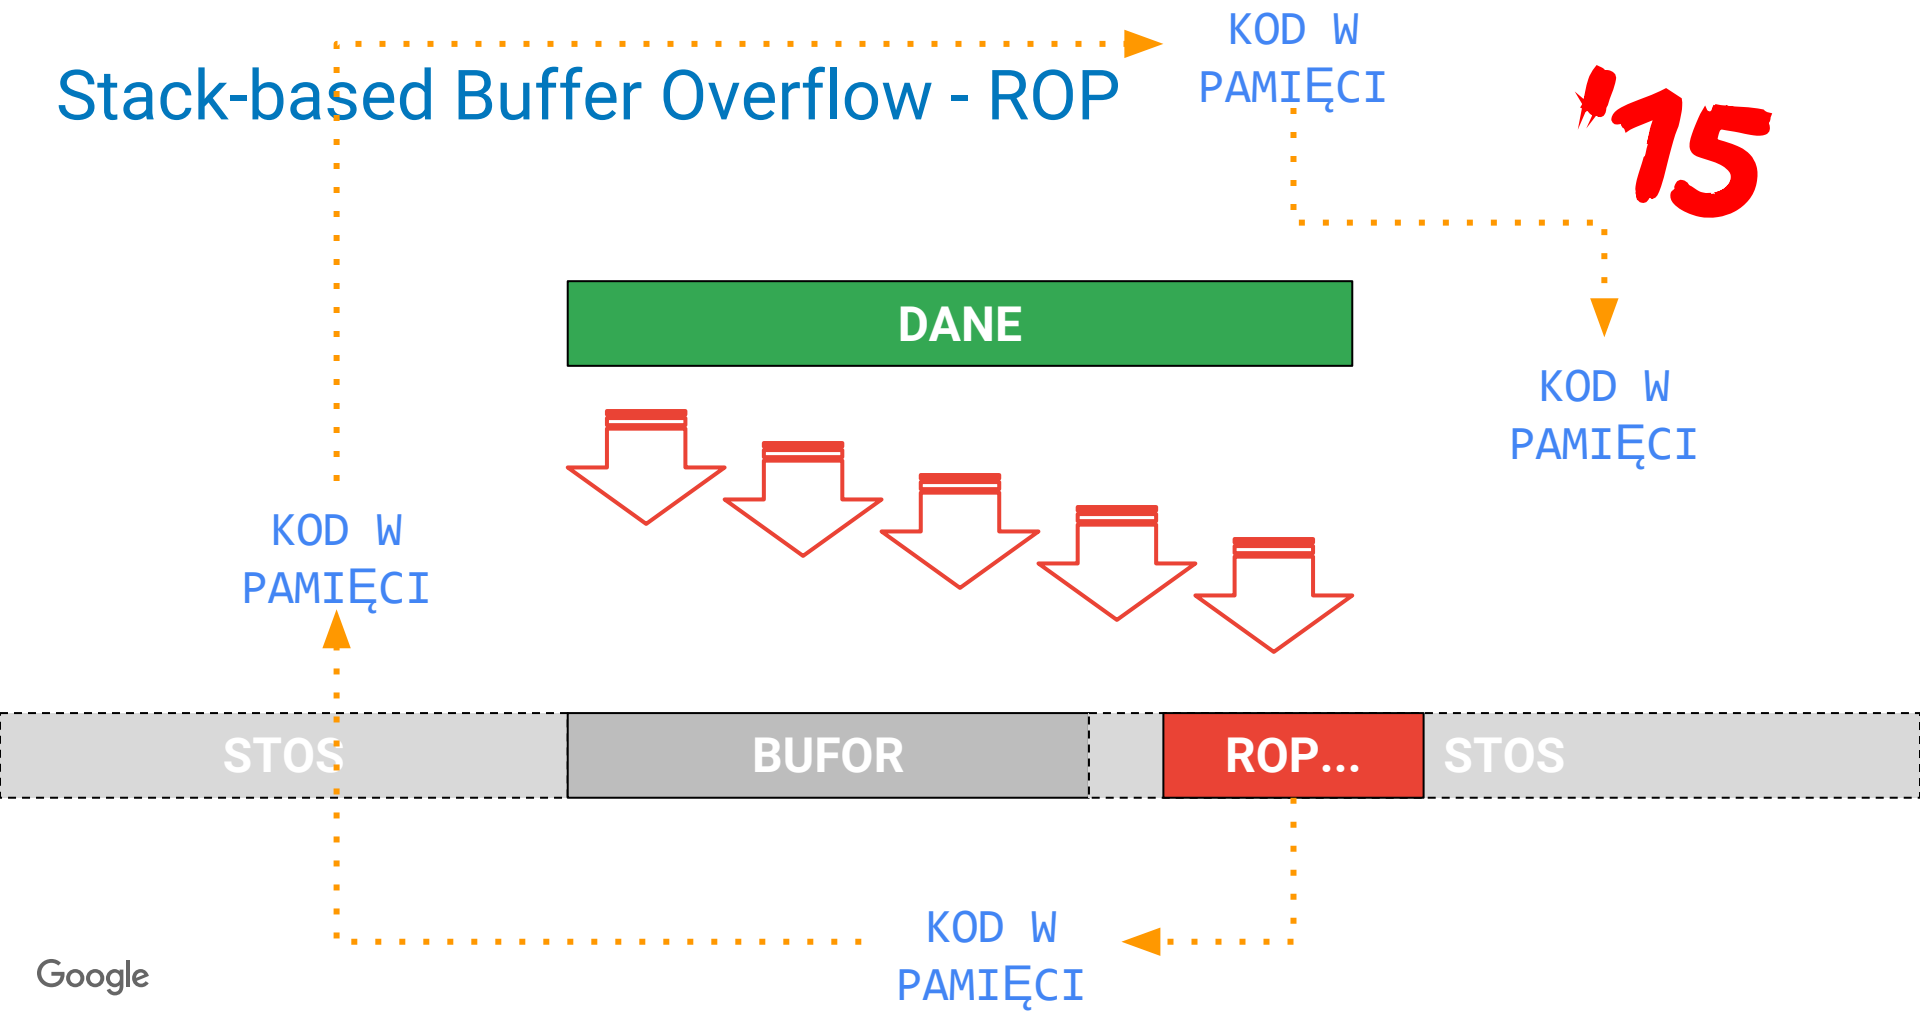 KOD W
PAMIĘCI
Stack-based Buffer Overflow - ROP
'15
DANE
KOD W
PAMIĘCI
KOD W
PAMIĘCI
STOS
BUFOR
ROP...
STOS
KOD W
PAMIĘCI
Google